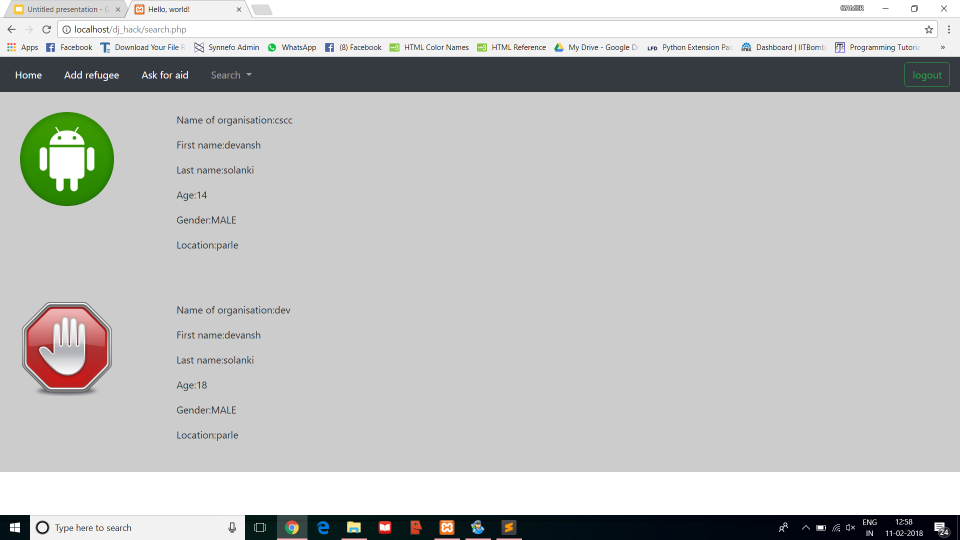 Untitled presentation - G
Hello, world!
GAMER
localhost/dj_hack/search.php
Apps
Facebook
Download Your File R
Synnefo Admin
WhatsApp
(8) Facebook
HTML Color Names
HTML Reference
My Drive - Google D
LFD
Python Extension Pac
Dashboard | IITBomb
Programming Tutoria
»
Home
Add refugee
Ask for aid
Search
logout
Name of organisation:cscc
First name:devansh
Last name:solanki
Age:14
Gender:MALE
Location:parle
Name of organisation:dev
First name:devansh
Last name:solanki
Age:18
Gender:MALE
Location:parle
Type here to search
ENG
IN
12:58
11-02-2018
24